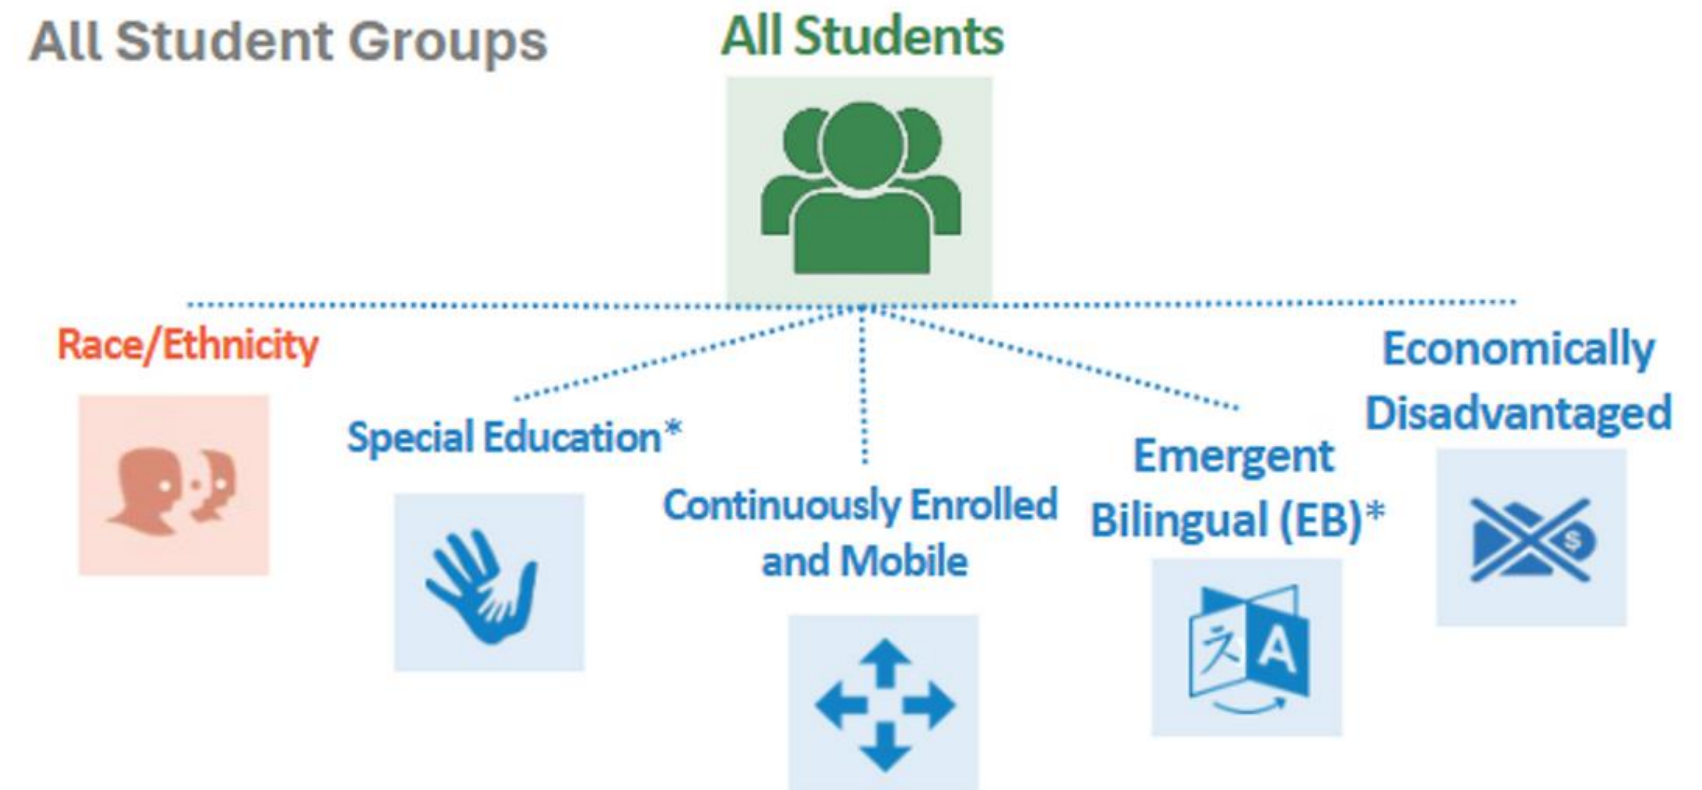 All Student Groups
All Students
Race/Ethnicity
Special Education*
Continuously Enrolled
and Mobile
Emergent
Bilingual (EB)*
Economically
Disadvantaged
$
A